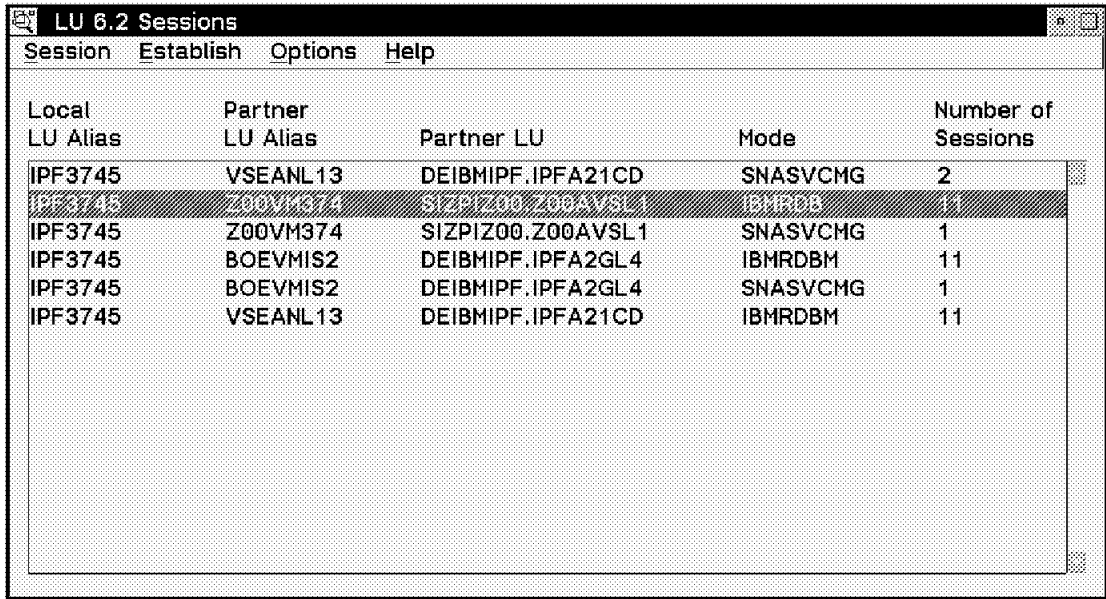 LU 6.2 Sessions
Session Establish Options Help
Local Partner Number of
LU Alias LU Alias Partner LU Mode Sessions
IPF3745 VSEANL13 DEIBMIPF.IPFA21CD SNASVCMG 2
IPF3745 Z00VM374 SIZPIZ00.Z00AVSL1 IBMRDB 11
IPF3745 Z00VM374 SIZPIZ00.Z00AVSL1 SNASVCMG 1
IPF3745 BOEVMIS2 DEIBMIPF.IPFA2GL4 IBMRDBM 11
IPF3745 BOEVMIS2 DEIBMIPF.IPFA2GL4 SNASVCMG 1
IPF3745 VSEANL13 DEIBMIPF.IPFA21CD IBMRDBM 11